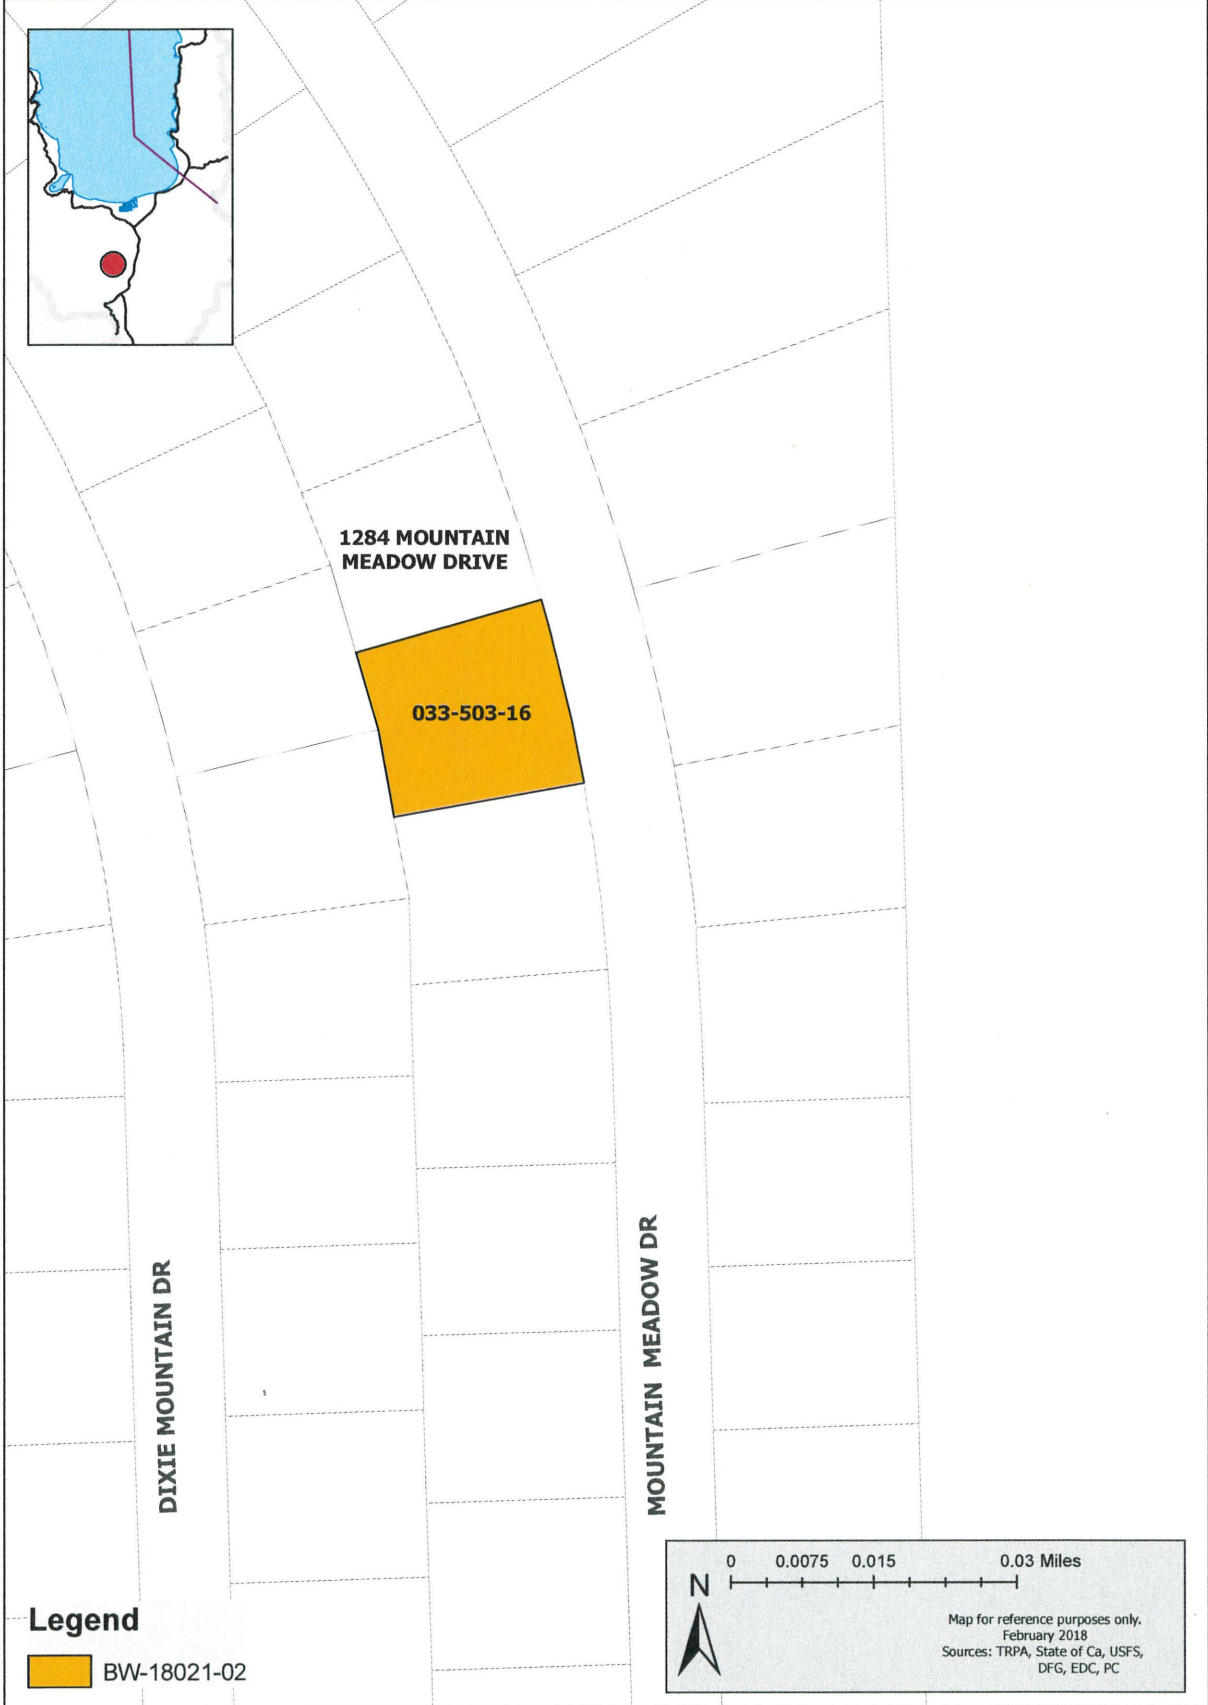 1284 MOUNTAIN
MEADOW DRIVE
033-503-16
DIXIE MOUNTAIN DR
MOUNTAIN MEADOW DR
Legend
BW-18021-02
0 0.0075 0.015 0.03 Miles
N
Map for reference purposes only.
February 2018
Sources: TRPA, State of Ca, USFS,
DFG, EDC, PC